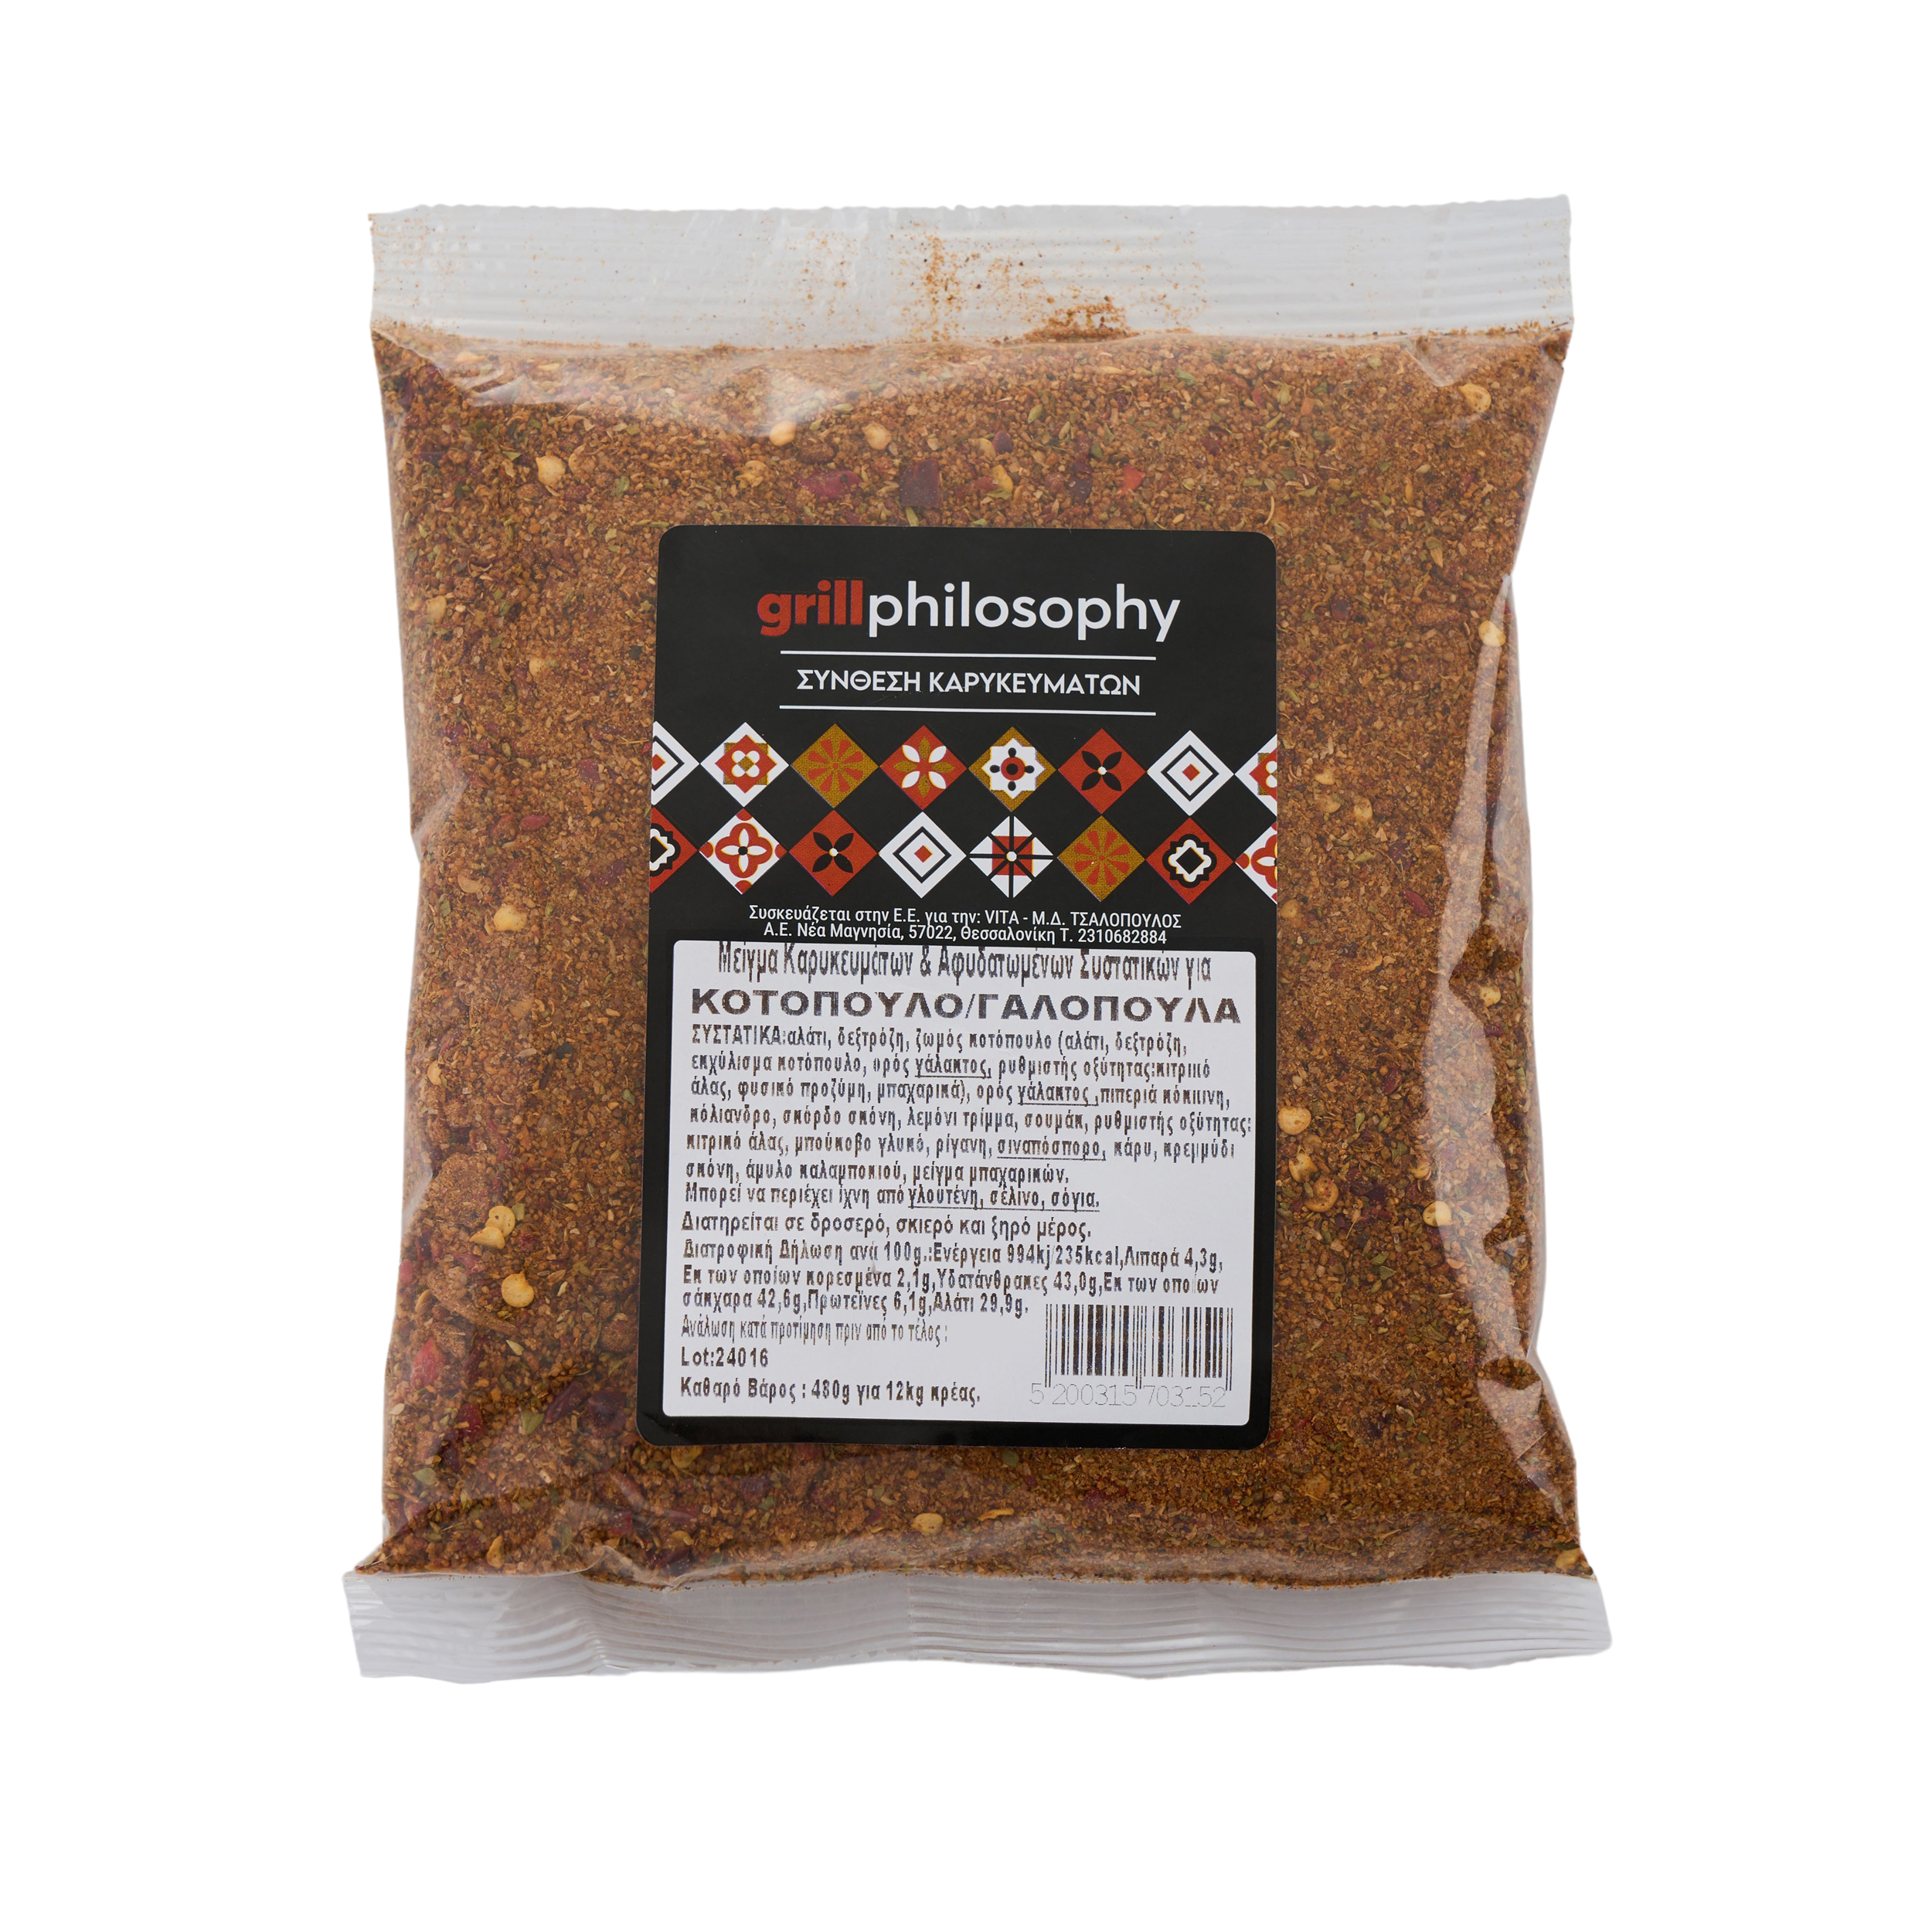 grillphilosophy
ΣΥΝΘΕΣΗ ΚΑΡΥΚΕΥΜΑΤΩΝ
Συσκευάζεται στην Ε.Ε. για την: VITA - Μ.Δ. ΤΣΑΛΟΠΟΥΛΟΣ
Α.Ε. Νέα Μαγνησία, 57022, Θεσσαλονίκη Τ. 2310682884
Μείγμα Καρυκευμάτων & Αφυδατωμένων Συστατικών για
ΚΟΤΟΠΟΥΛΟ/ΓΑΛΟΠΟΥΛΑ
ΣΥΣΤΑΤΙΚΑ:αλάτι, δεξτρόζη, ζωμός κοτόπουλο (αλάτι, δεξτρόζη,
εκχύλισμα κοτόπουλο, ορός γάλακτος, ρυθμιστής οξύτητας:κιτρικό
άλας, φυσικό προζύμη, μπαχαρικά), ορός γάλακτος ,πιπεριά κόκκινη,
κόλιανδρο, σκόρδο σκόνη, λεμόνι τρίμμα, σουμάκ, ρυθμιστής οξύτητας:
κιτρικό άλας, μπούκοβο γλυκό, ρίγανη, σιναπόσπορο, κάρυ, κρεμμύδι
σκόνη, άμυλο καλαμποκιού, μείγμα μπαχαρικών.
Μπορεί να περιέχει ίχνη από γλουτένη, σέλινο, σόγια.
Διατηρείται σε δροσερό, σκιερό και ξηρό μέρος.
Διατροφική Δήλωση ανά 100g.:Ενέργεια 994kj/235kcal,Λιπαρά 4,3g,
Εκ των οποίων κορεσμένα 2,1g,Υδατάνθρακες 43,0g,Εκ των οποίων
σάκχαρα 42,6g,Πρωτεΐνες 6,1g,Αλάτι 29,9g.
Ανάλωση κατά προτίμηση πριν από το τέλος :
Lot:24016
Καθαρό Βάρος : 480g για 12kg κρέας.
5 200315 703152